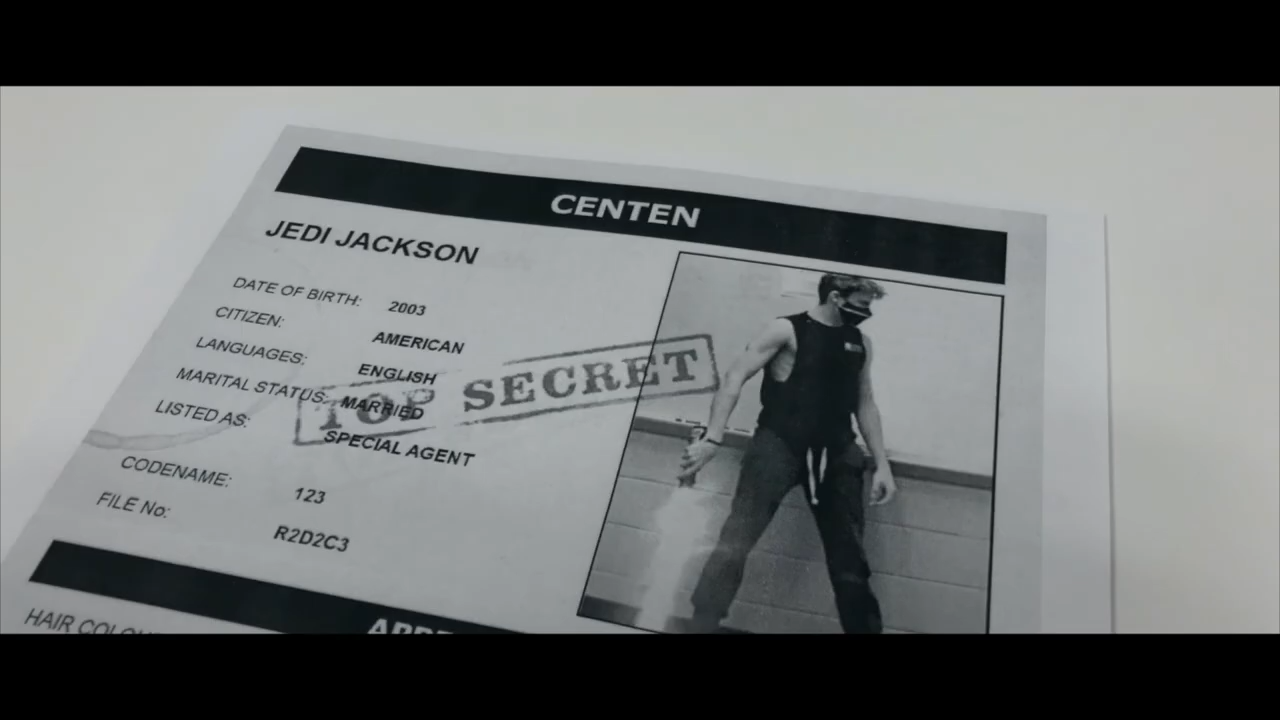 CENTEN
JEDI JACKSON
DATE OF BIRTH: 2003
CITIZEN: AMERICAN
LANGUAGES: ENGLISH
MARITAL STATUS: MARRIED
LISTED AS: SPECIAL AGENT
TOP SECRET
CODENAME: 123
FILE No: R2D2C3
HAIR